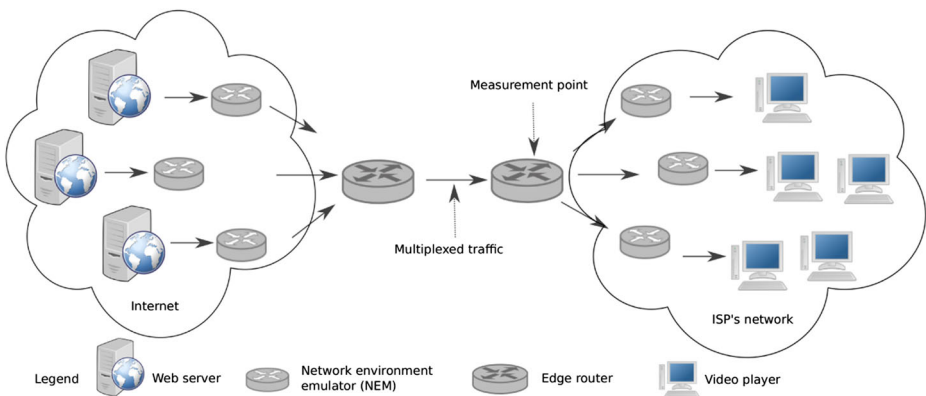 Measurement point
Multiplexed traffic
Internet
ISP's network
Legend
Web server
Network environment
emulator (NEM)
Edge router
Video player